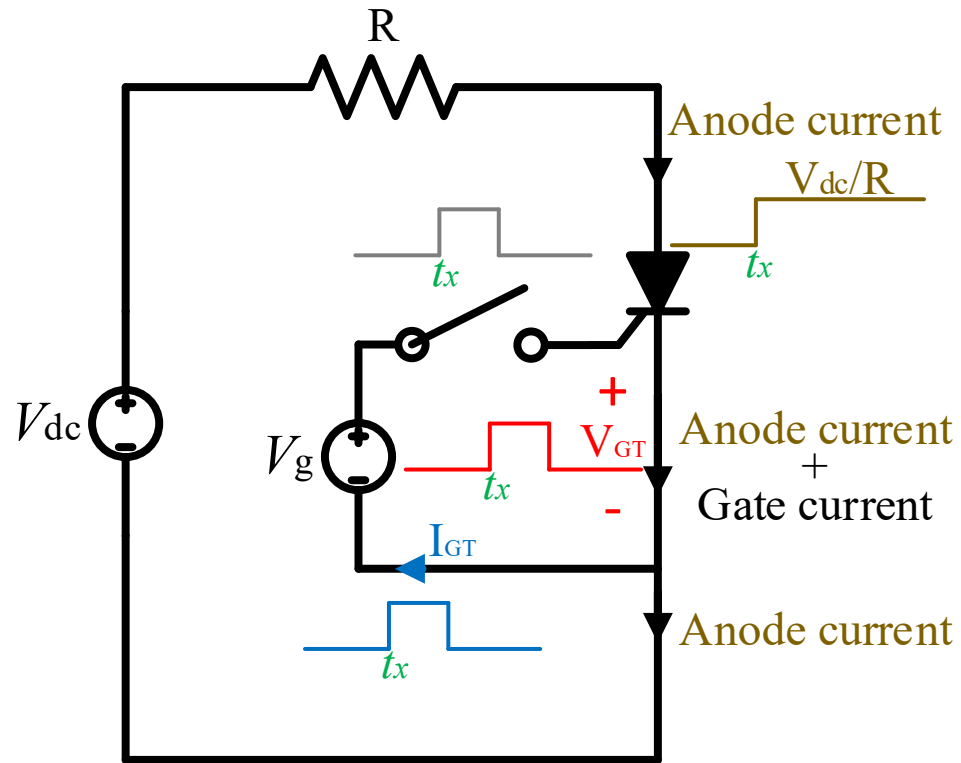 R
Anode current
Vdc/R
tx
tx
+
Vdc
-
+
Vg
-
+
VGT
-
tx
Anode current
+
Gate current
IGT
tx
Anode current